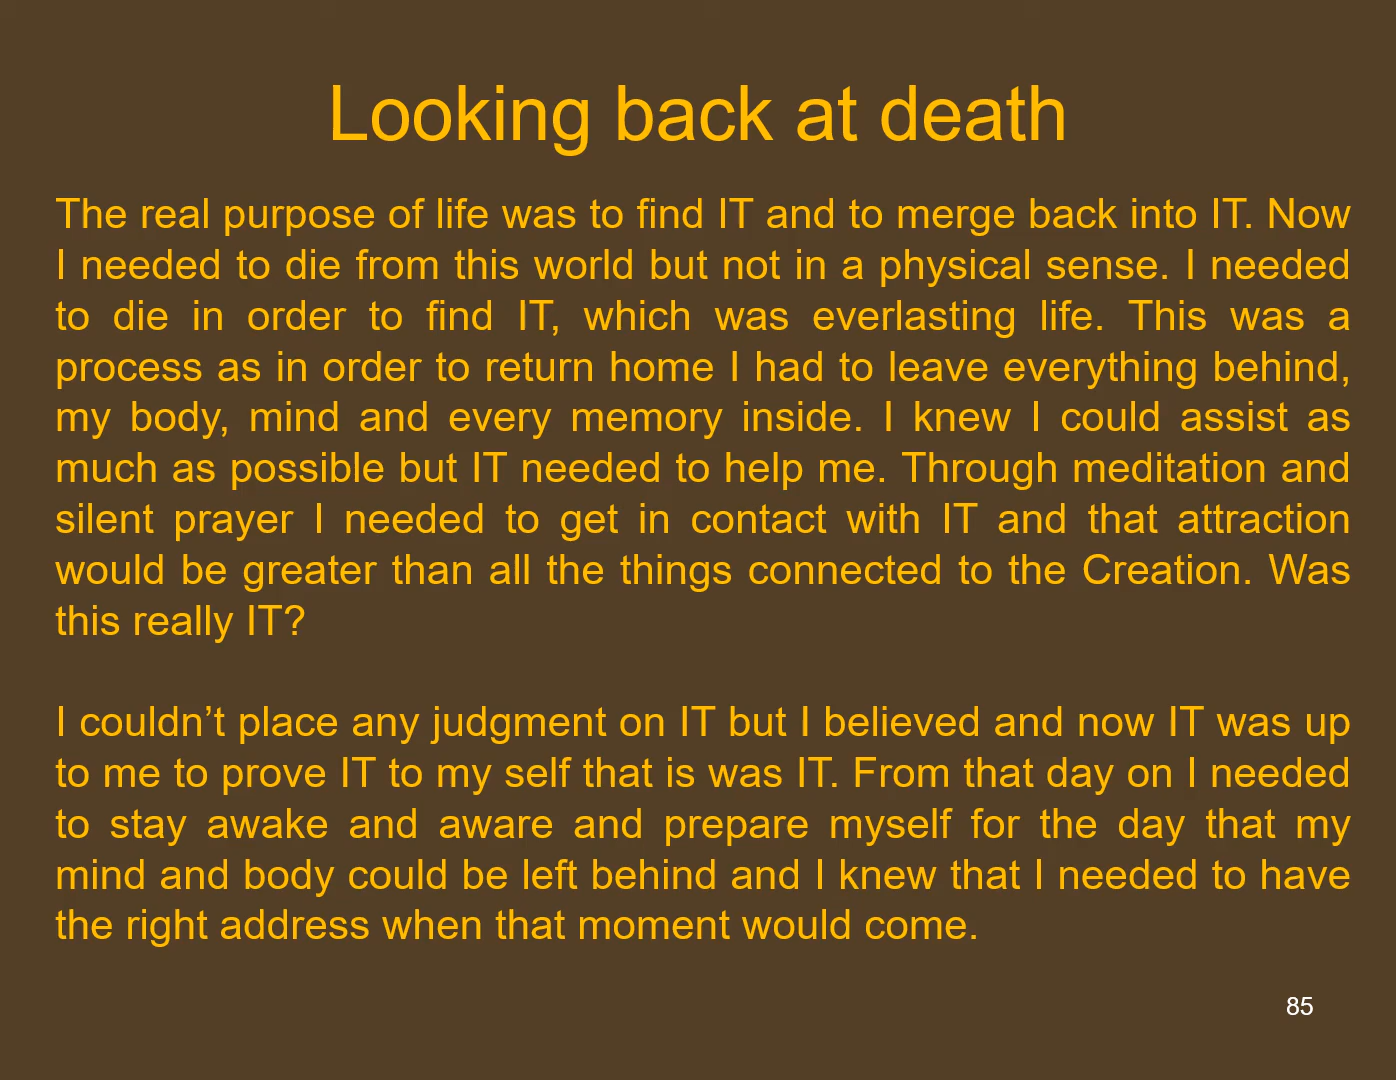 Looking back at death
The real purpose of life was to find IT and to merge back into IT. Now
I needed to die from this world but not in a physical sense. I needed
to die in order to find IT, which was everlasting life. This was a
process as in order to return home I had to leave everything behind,
my body, mind and every memory inside. I knew I could assist as
much as possible but IT needed to help me. Through meditation and
silent prayer I needed to get in contact with IT and that attraction
would be greater than all the things connected to the Creation. Was
this really IT?
I couldn’t place any judgment on IT but I believed and now IT was up
to me to prove IT to my self that is was IT. From that day on I needed
to stay awake and aware and prepare myself for the day that my
mind and body could be left behind and I knew that I needed to have
the right address when that moment would come.
85